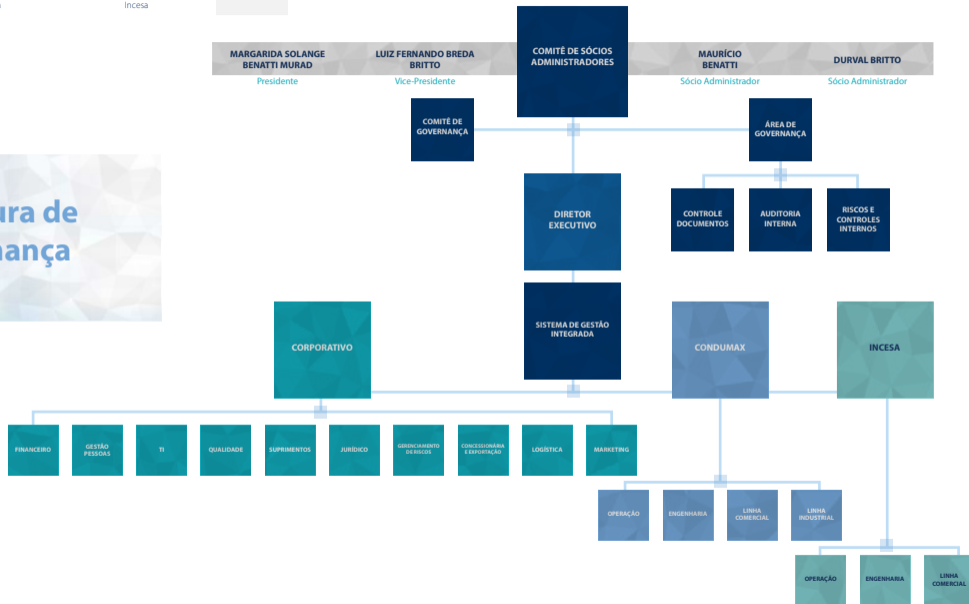 Incesa
MARGARIDA SOLANGE
BENATTI MURAD
Presidente
LUIZ FERNANDO BREDA
BRITTO
Vice-Presidente
COMITÊ DE SÓCIOS
ADMINISTRADORES
MAURÍCIO
BENATTI
Sócio Administrador
DURVAL BRITTO
Sócio Administrador
COMITÊ DE
GOVERNANÇA
ÁREA DE
GOVERNANÇA
DIRETOR
EXECUTIVO
CONTROLE
DOCUMENTOS
AUDITORIA
INTERNA
RISCOS E
CONTROLES
INTERNOS
ura de
nança
SISTEMA DE GESTÃO
INTEGRADA
CORPORATIVO
CONDUMAX
INCESA
FINANCEIRO
GESTÃO
PESSOAS
TI
QUALIDADE
SUPRIMENTOS
JURÍDICO
GERENCIAMENTO
DE RISCOS
CONCESSIONÁRIA
E EXPORTAÇÃO
LOGÍSTICA
MARKETING
OPERAÇÃO
ENGENHARIA
LINHA
COMERCIAL
LINHA
INDUSTRIAL
OPERAÇÃO
ENGENHARIA
LINHA
COMERCIAL